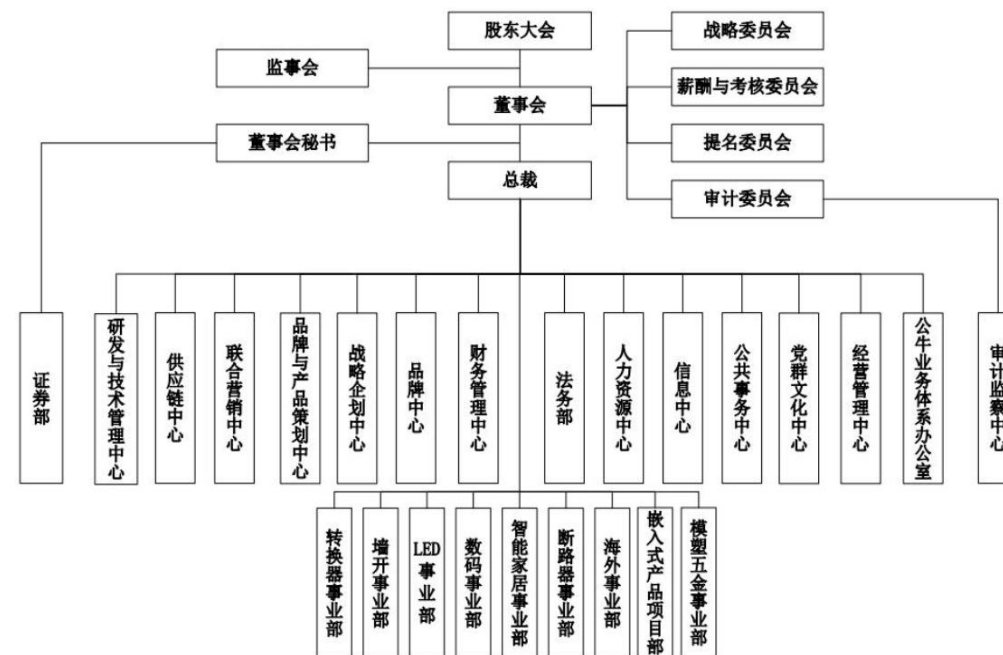 股东大会
战略委员会
监事会
薪酬与考核委员会
董事会
董事会秘书
提名委员会
总裁
审计委员会
证券部
研发与技术管理中心
供应链中心
联合营销中心
品牌与产品策划中心
战略企划中心
品牌中心
财务管理中心
法务部
人力资源中心
信息中心
公共事务中心
党群文化中心
经营管理中心
公牛业务体系办公室
审计监察中心
转换器事业部
墙开事业部
LED事业部
数码事业部
智能家居事业部
断路器事业部
海外事业部
嵌入式产品项目部
模塑五金事业部